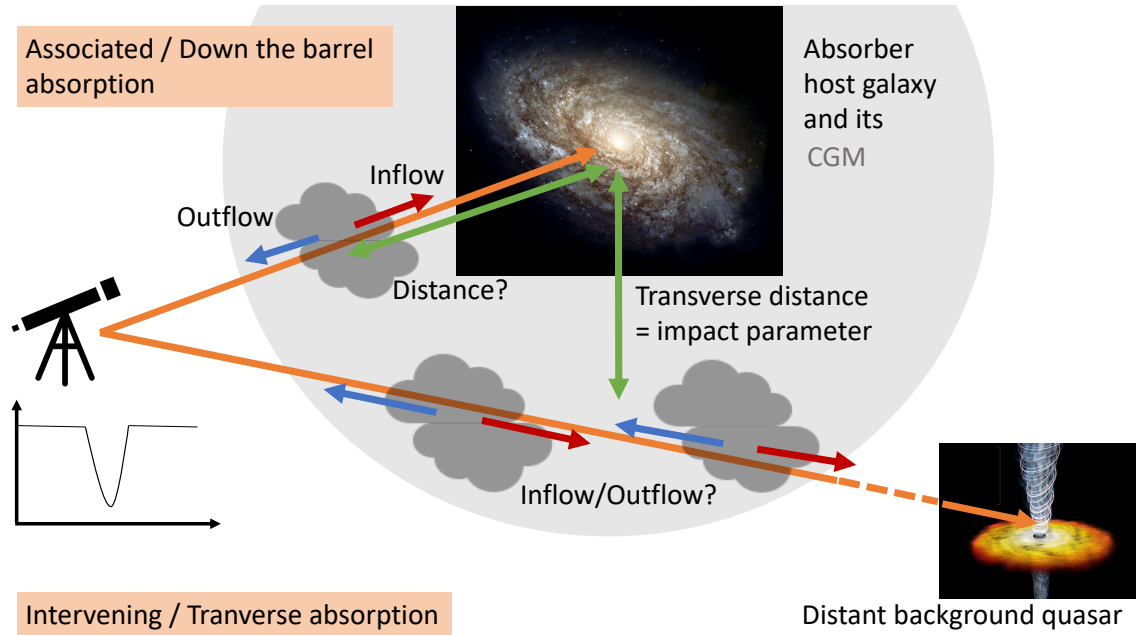 Associated / Down the barrel
absorption
Absorber
host galaxy
and its
CGM
Inflow
Outflow
Distance?
Transverse distance
= impact parameter
Inflow/Outflow?
Intervening / Tranverse absorption
Distant background quasar